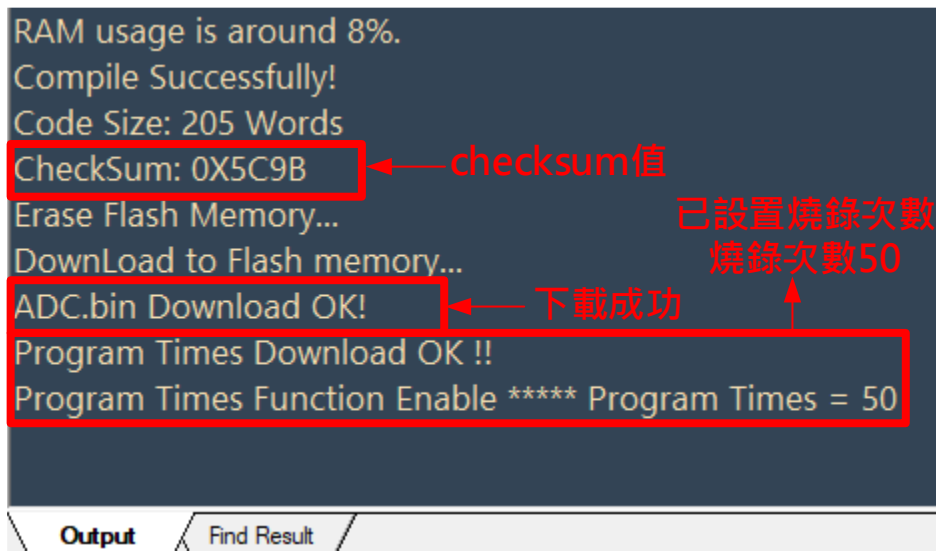 RAM usage is around 8%.
Compile Successfully!
Code Size: 205 Words
CheckSum: 0X5C9B
checksum值
Erase Flash Memory...
已設置燒錄次數
DownLoad to Flash memory...
燒錄次數50
ADC.bin Download OK!
下載成功
Program Times Download OK !!
Program Times Function Enable ***** Program Times = 50
Output
Find Result